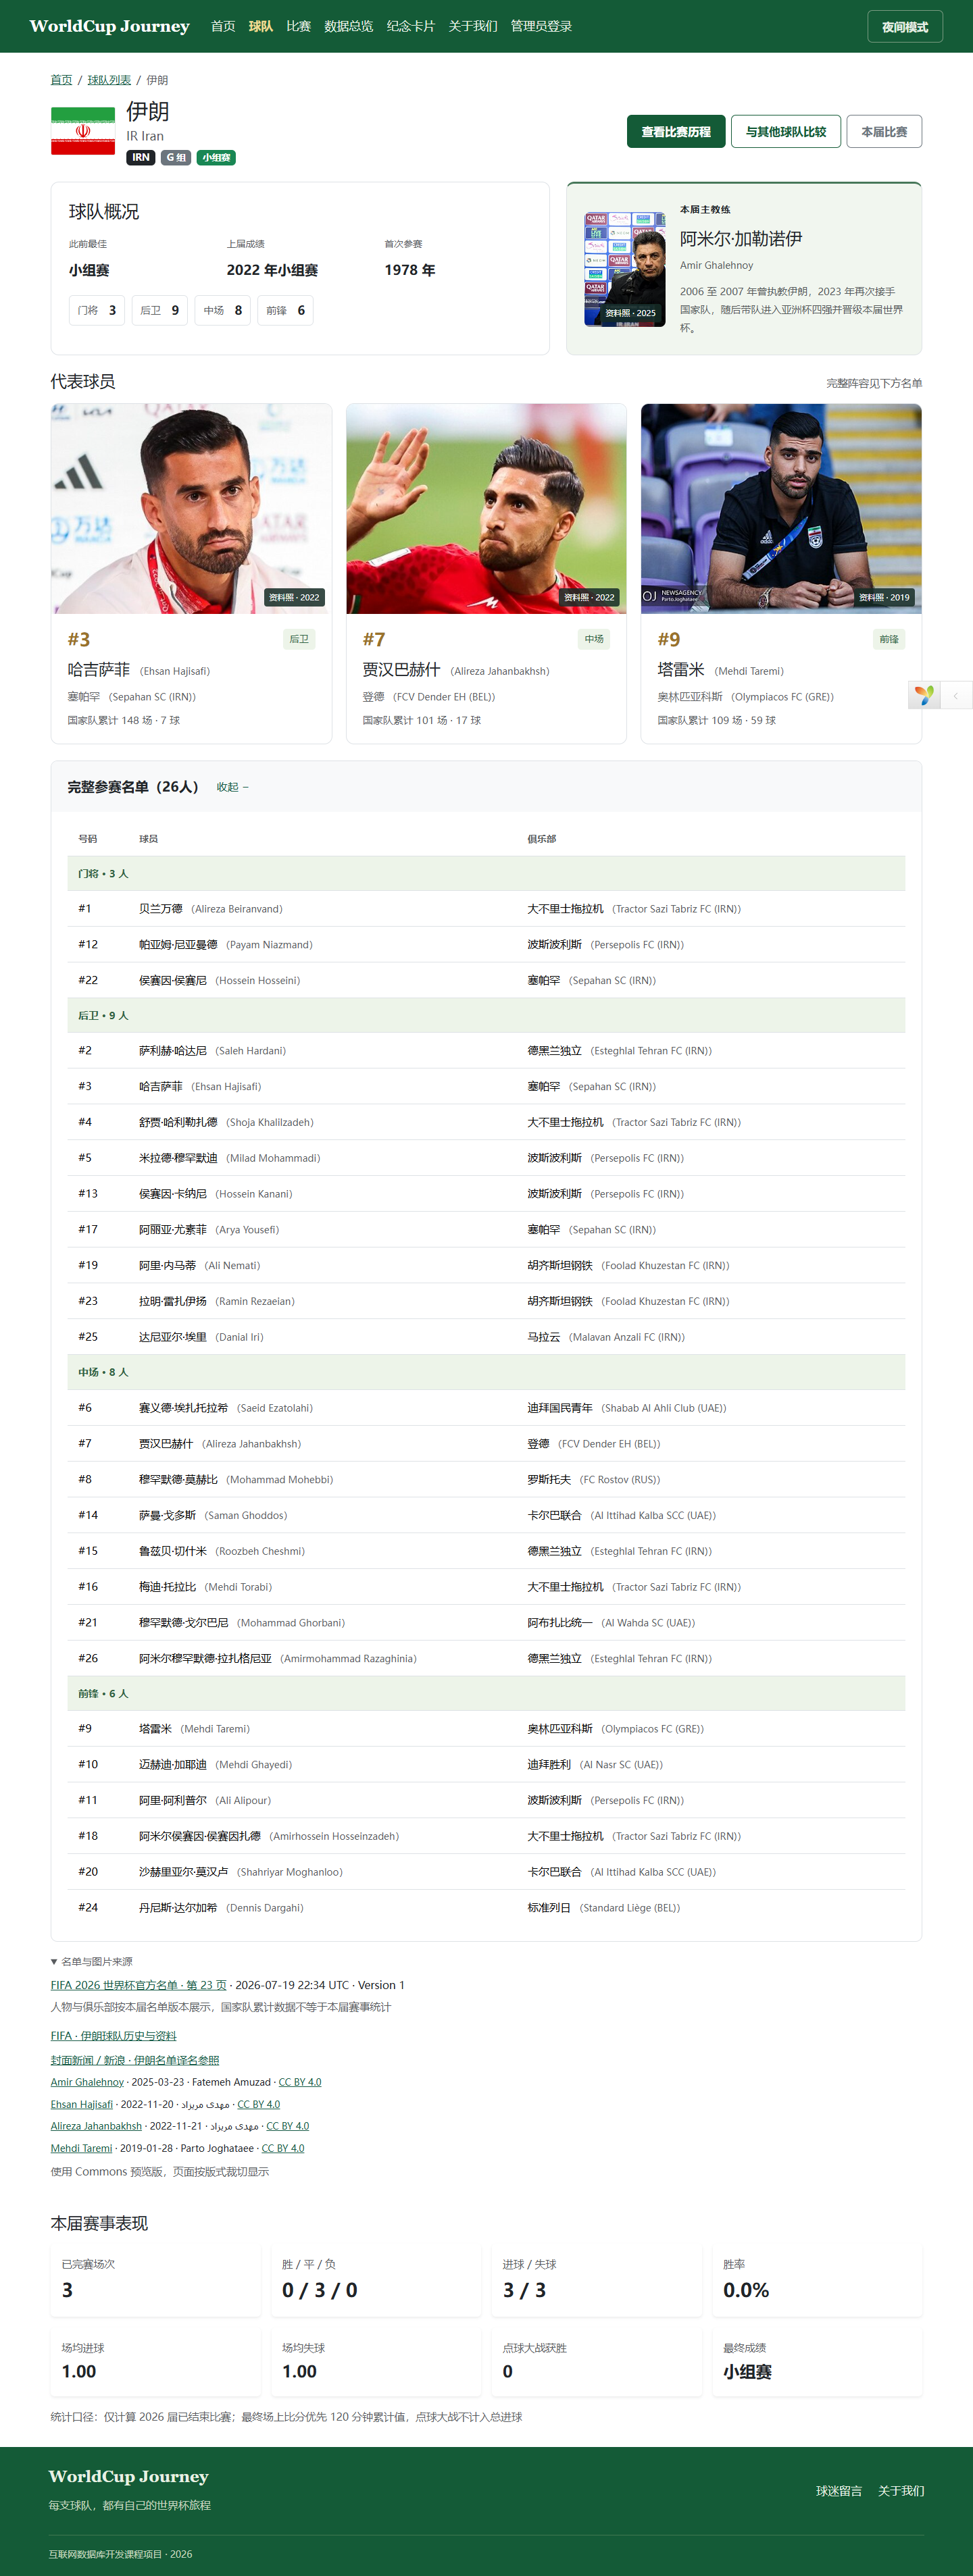 WorldCup Journey 首页 球队 比赛 数据总览 纪念卡片 关于我们 管理员登录 夜间模式
首页 / 球队列表 / 伊朗
伊朗
IR Iran
IRN G 组 小组赛
查看比赛历程 与其他球队比较 本届比赛
球队概况
此前最佳 上届成绩 首次参赛
小组赛 2022 年小组赛 1978 年
门将 3 后卫 9 中场 8 前锋 6
资料照 · 2025
本届主教练
阿米尔·加勒诺伊
Amir Ghalehnoy
2006 至 2007 年曾执教伊朗，2023 年再次接手
国家队，随后带队进入亚洲杯四强并晋级本届世界
杯。
代表球员
完整阵容见下方名单
资料照 · 2022
#3 后卫
哈吉萨菲 （Ehsan Hajisafi）
塞帕罕 （Sepahan SC (IRN)）
国家队累计 148 场 · 7 球
资料照 · 2022
#7 中场
贾汉巴赫什 （Alireza Jahanbakhsh）
登德 （FCV Dender EH (BEL)）
国家队累计 101 场 · 17 球
OJ NEWSAGENCY
Parto Joghataee
资料照 · 2019
#9 前锋
塔雷米 （Mehdi Taremi）
奥林匹亚科斯 （Olympiacos FC (GRE)）
国家队累计 109 场 · 59 球
完整参赛名单（26人） 收起 −
号码 球员 俱乐部
门将 • 3 人
#1 贝兰万德 （Alireza Beiranvand） 大不里士拖拉机 （Tractor Sazi Tabriz FC (IRN)）
#12 帕亚姆·尼亚曼德 （Payam Niazmand） 波斯波利斯 （Persepolis FC (IRN)）
#22 侯赛因·侯赛尼 （Hossein Hosseini） 塞帕罕 （Sepahan SC (IRN)）
后卫 • 9 人
#2 萨利赫·哈达尼 （Saleh Hardani） 德黑兰独立 （Esteghlal Tehran FC (IRN)）
#3 哈吉萨菲 （Ehsan Hajisafi） 塞帕罕 （Sepahan SC (IRN)）
#4 舒贾·哈利勒扎德 （Shoja Khalilzadeh） 大不里士拖拉机 （Tractor Sazi Tabriz FC (IRN)）
#5 米拉德·穆罕默迪 （Milad Mohammadi） 波斯波利斯 （Persepolis FC (IRN)）
#13 侯赛因·卡纳尼 （Hossein Kanani） 波斯波利斯 （Persepolis FC (IRN)）
#17 阿丽亚·尤素菲 （Arya Yousefi） 塞帕罕 （Sepahan SC (IRN)）
#19 阿里·内马蒂 （Ali Nemati） 胡齐斯坦钢铁 （Foolad Khuzestan FC (IRN)）
#23 拉明·雷扎伊扬 （Ramin Rezaeian） 胡齐斯坦钢铁 （Foolad Khuzestan FC (IRN)）
#25 达尼亚尔·埃里 （Danial Iri） 马拉云 （Malavan Anzali FC (IRN)）
中场 • 8 人
#6 赛义德·埃扎托拉希 （Saeid Ezatolahi） 迪拜国民青年 （Shabab Al Ahli Club (UAE)）
#7 贾汉巴赫什 （Alireza Jahanbakhsh） 登德 （FCV Dender EH (BEL)）
#8 穆罕默德·莫赫比 （Mohammad Mohebbi） 罗斯托夫 （FC Rostov (RUS)）
#14 萨曼·戈多斯 （Saman Ghoddos） 卡尔巴联合 （Al Ittihad Kalba SCC (UAE)）
#15 鲁兹贝·切什米 （Roozbeh Cheshmi） 德黑兰独立 （Esteghlal Tehran FC (IRN)）
#16 梅迪·托拉比 （Mehdi Torabi） 大不里士拖拉机 （Tractor Sazi Tabriz FC (IRN)）
#21 穆罕默德·戈尔巴尼 （Mohammad Ghorbani） 阿布扎比统一 （Al Wahda SC (UAE)）
#26 阿米尔穆罕默德·拉扎格尼亚 （Amirmohammad Razaghinia） 德黑兰独立 （Esteghlal Tehran FC (IRN)）
前锋 • 6 人
#9 塔雷米 （Mehdi Taremi） 奥林匹亚科斯 （Olympiacos FC (GRE)）
#10 迈赫迪·加耶迪 （Mehdi Ghayedi） 迪拜胜利 （Al Nasr SC (UAE)）
#11 阿里·阿利普尔 （Ali Alipour） 波斯波利斯 （Persepolis FC (IRN)）
#18 阿米尔侯赛因·侯赛因扎德 （Amirhossein Hosseinzadeh） 大不里士拖拉机 （Tractor Sazi Tabriz FC (IRN)）
#20 沙赫里亚尔·莫汉卢 （Shahriyar Moghanloo） 卡尔巴联合 （Al Ittihad Kalba SCC (UAE)）
#24 丹尼斯·达尔加希 （Dennis Dargahi） 标准列日 （Standard Liège (BEL)）
▼ 名单与图片来源
FIFA 2026 世界杯官方名单 · 第 23 页 · 2026-07-19 22:34 UTC · Version 1
人物与俱乐部按本届名单版本展示，国家队累计数据不等于本届赛事统计
FIFA · 伊朗球队历史与资料
封面新闻 / 新浪 · 伊朗名单译名参照
Amir Ghalehnoy · 2025-03-23 · Fatemeh Amuzad · CC BY 4.0
Ehsan Hajisafi · 2022-11-20 · مهدی مریزاد · CC BY 4.0
Alireza Jahanbakhsh · 2022-11-21 · مهدی مریزاد · CC BY 4.0
Mehdi Taremi · 2019-01-28 · Parto Joghataee · CC BY 4.0
使用 Commons 预览版，页面按版式裁切显示
本届赛事表现
已完赛场次 胜 / 平 / 负 进球 / 失球 胜率
3 0 / 3 / 0 3 / 3 0.0%
场均进球 场均失球 点球大战获胜 最终成绩
1.00 1.00 0 小组赛
统计口径：仅计算 2026 届已结束比赛；最终场上比分优先 120 分钟累计值，点球大战不计入总进球
WorldCup Journey
每支球队，都有自己的世界杯旅程
球迷留言 关于我们
互联网数据库开发课程项目 · 2026